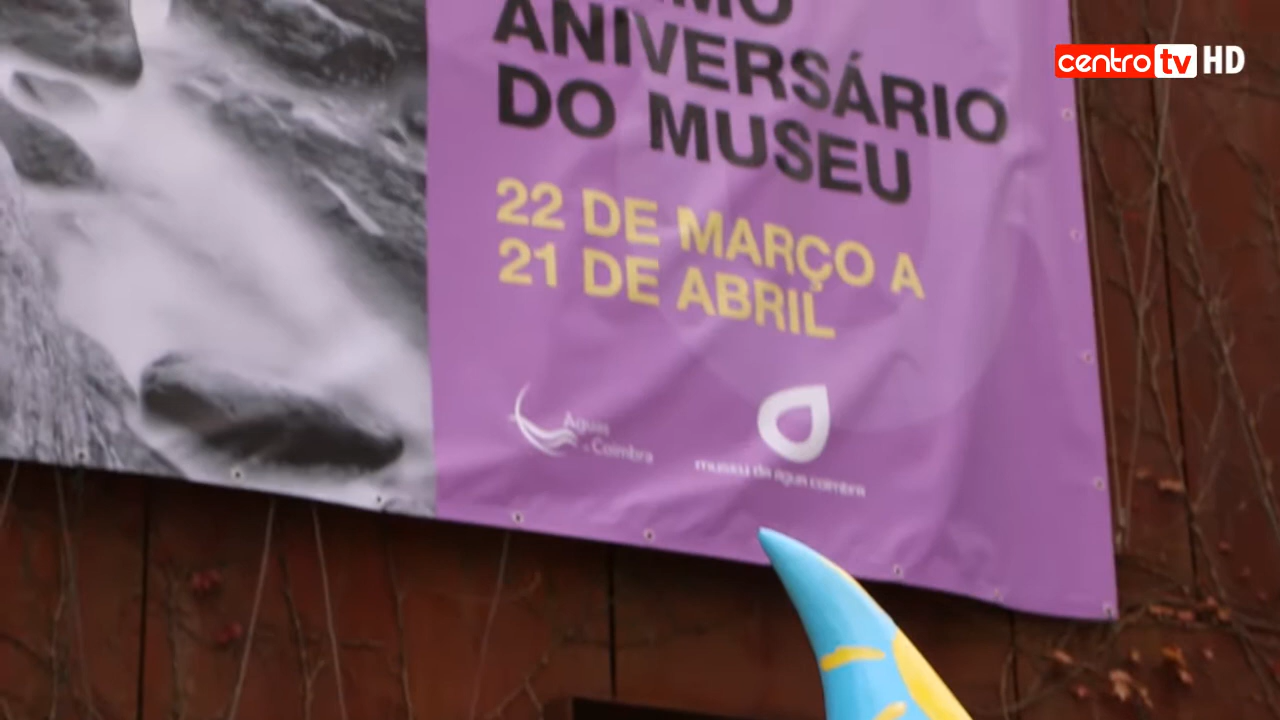 ANIVERSÁRIO
DO MUSEU
22 DE MARÇO A
21 DE ABRIL
Águas
de Coimbra
museu da água coimbra
centro tv HD